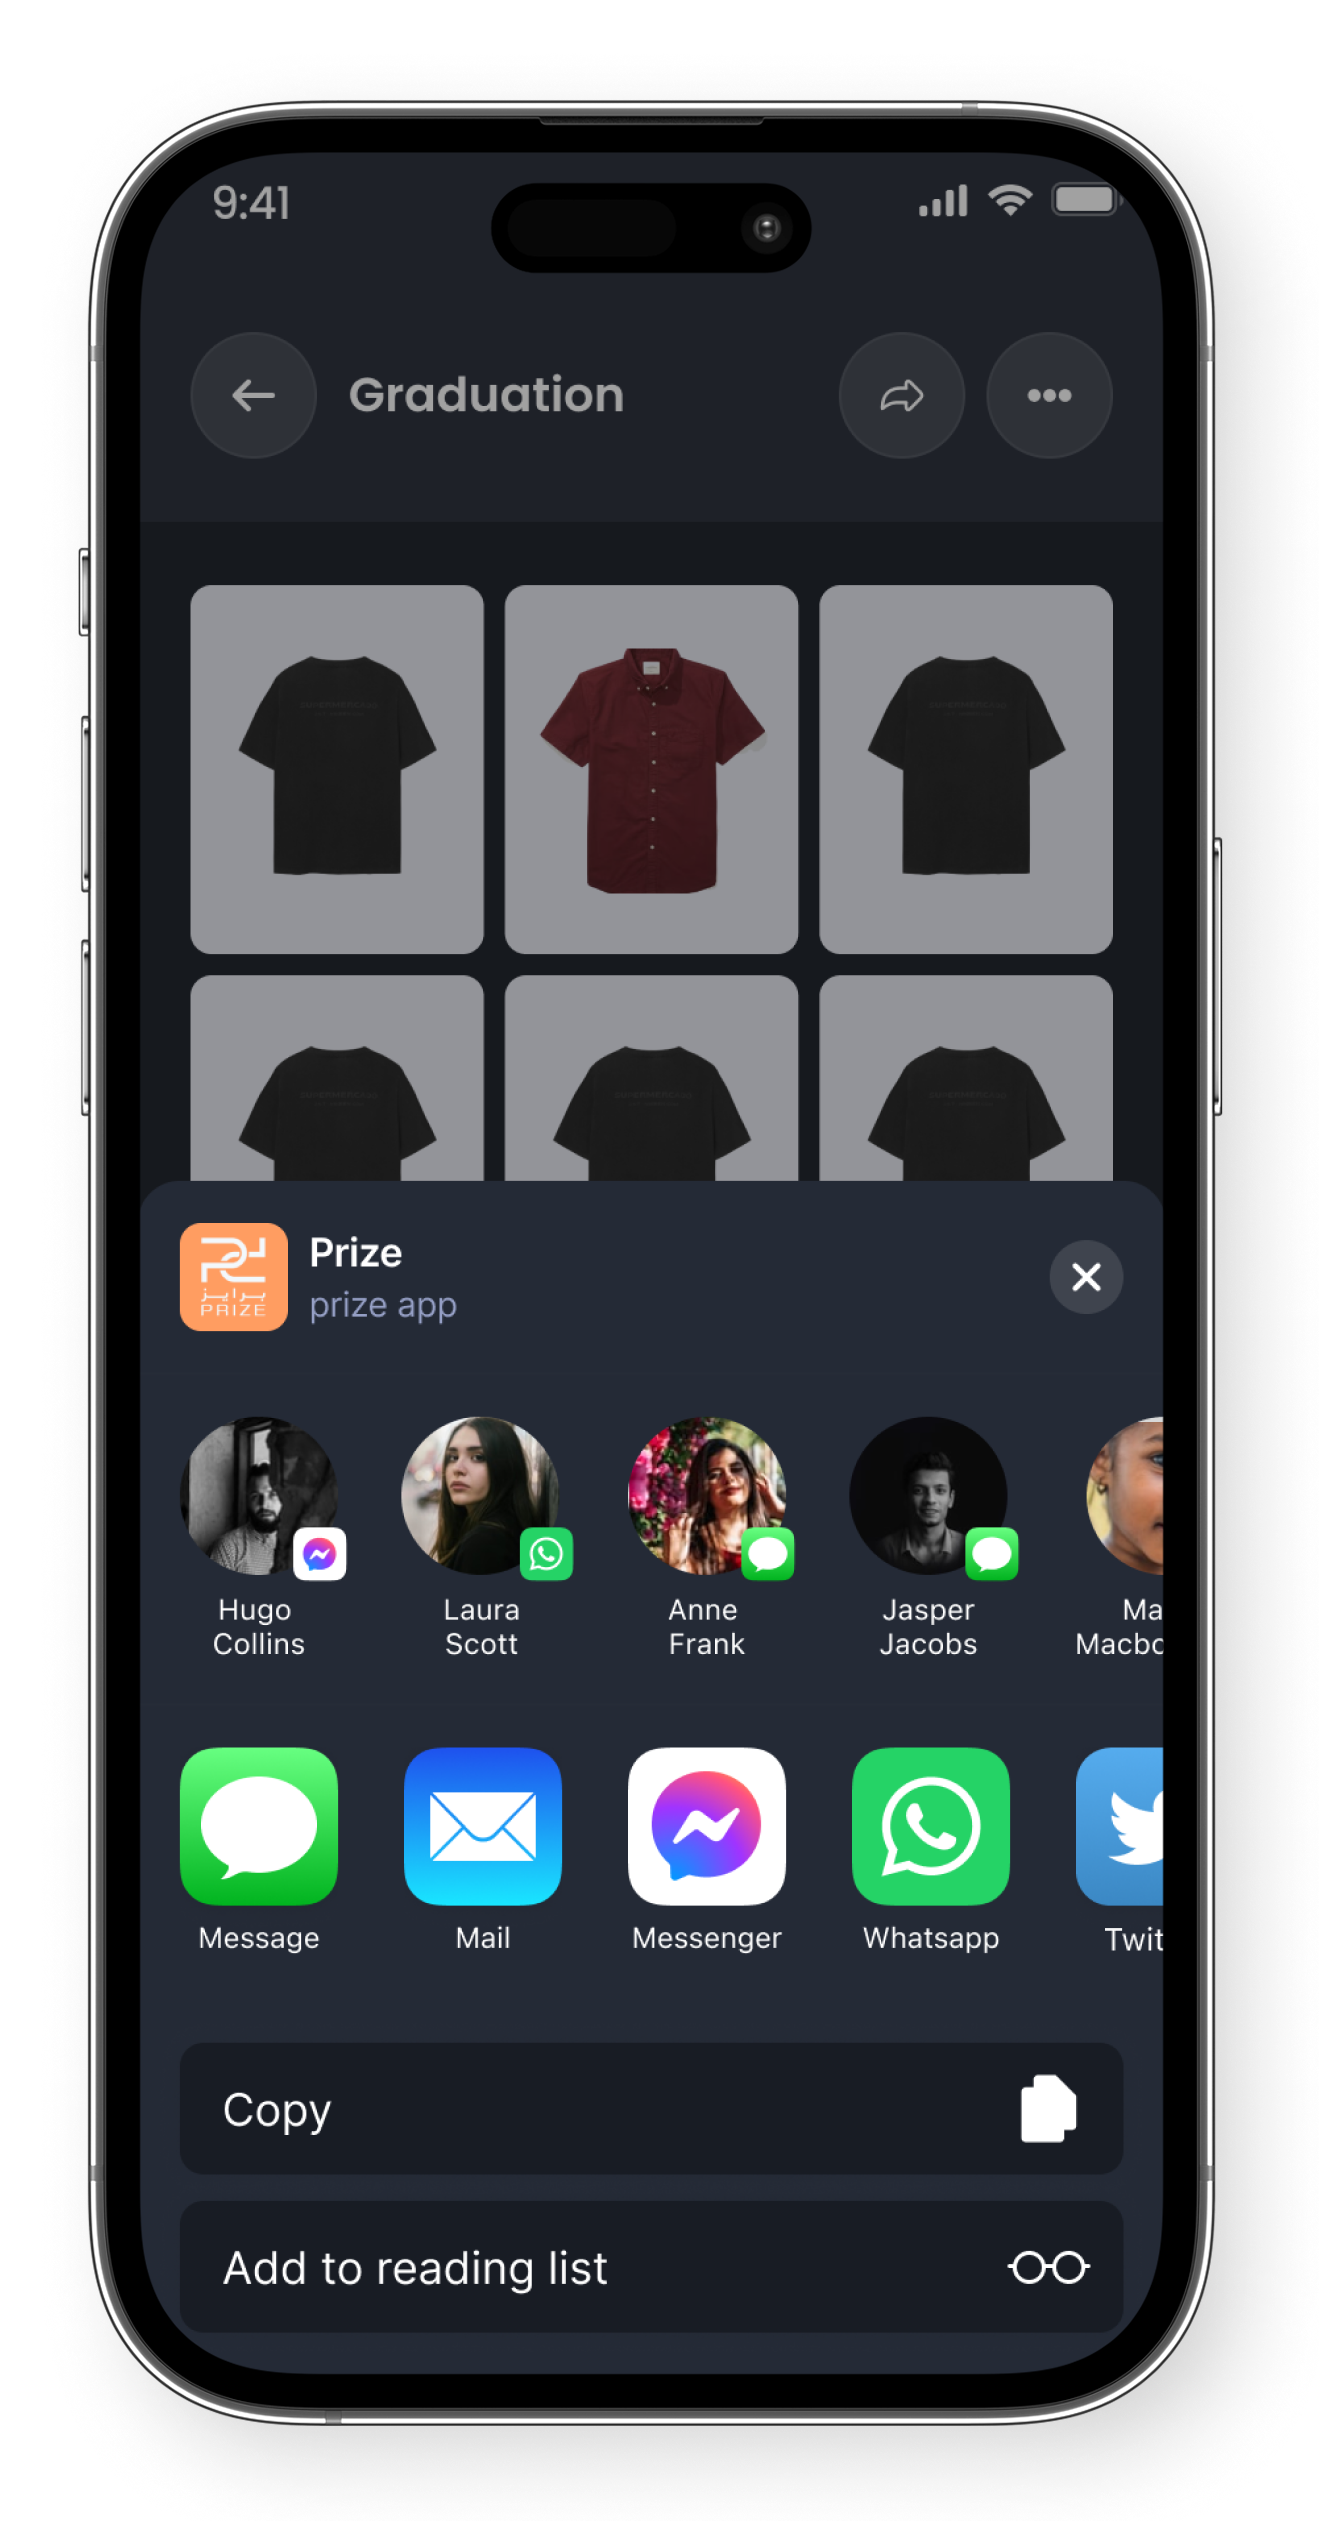 9:41
Graduation
Prize
prize app
برايز
PRIZE
Hugo
Collins
Laura
Scott
Anne
Frank
Jasper
Jacobs
Ma
Macbo
Message
Mail
Messenger
Whatsapp
Twit
Copy
Add to reading list